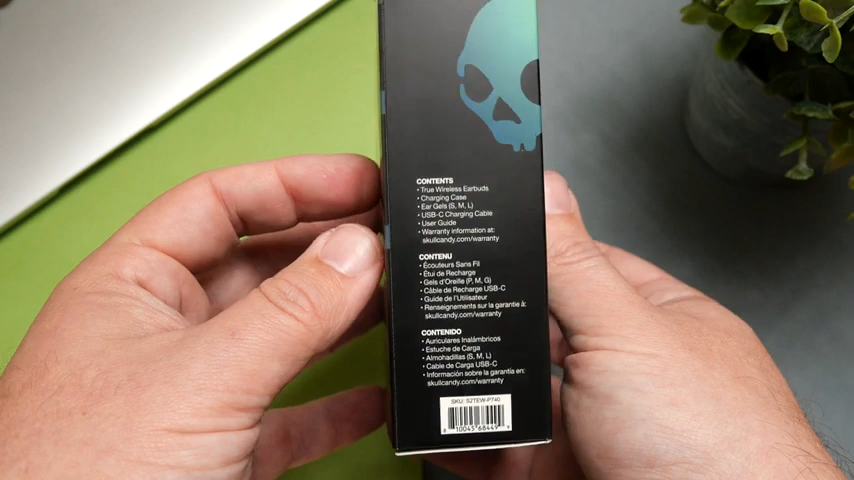 CONTENTS
• True Wireless Earbuds
• Charging Case
• Ear Gels (S, M, L)
• USB-C Charging Cable
• User Guide
• Warranty information at:
skullcandy.com/warranty
CONTENU
• Écouteurs Sans Fil
• Étui de Recharge
• Gels d'Oreille (P, M, G)
• Câble de Recharge USB-C
• Guide de l'Utilisateur
• Renseignements sur la garantie à:
skullcandy.com/warranty
CONTENIDO
• Auriculares Inalámbricos
• Estuche de Carga
• Almohadillas (S, M, L)
• Cable de Carga USB-C
• Información sobre la garantía en:
skullcandy.com/warranty
SKU: S2TEW-P740